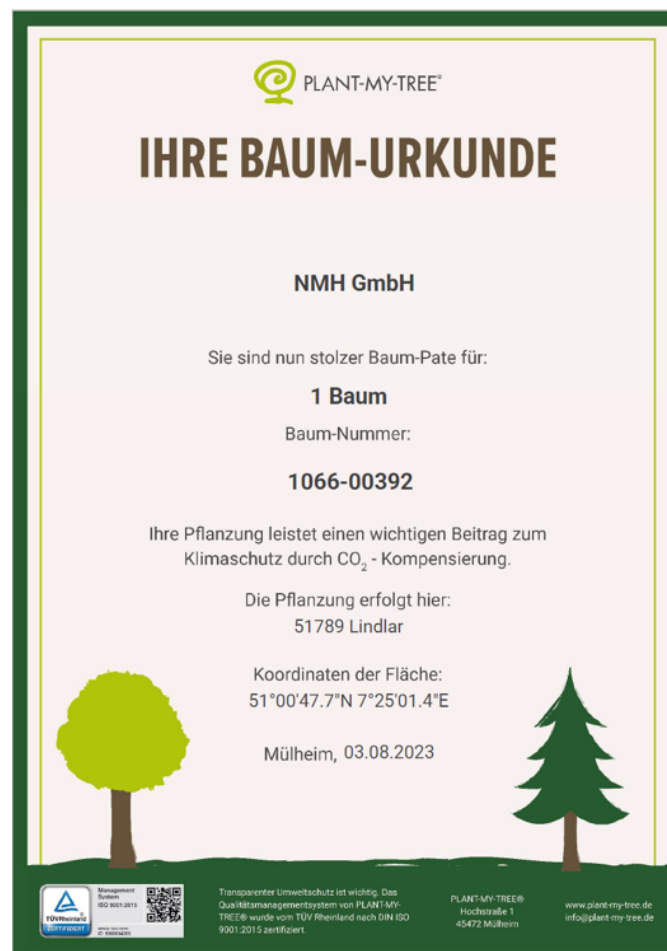 PLANT-MY-TREE®
IHRE BAUM-URKUNDE
NMH GmbH
Sie sind nun stolzer Baum-Pate für:
1 Baum
Baum-Nummer:
1066-00392
Ihre Pflanzung leistet einen wichtigen Beitrag zum
Klimaschutz durch CO₂ - Kompensierung.
Die Pflanzung erfolgt hier:
51789 Lindlar
Koordinaten der Fläche:
51°00'47.7"N 7°25'01.4"E
Mülheim, 03.08.2023
TÜVRheinland
ZERTIFIZIERT
Management
System
ISO 9001:2015
Transparenter Umweltschutz ist wichtig. Das
Qualitätsmanagementsystem von PLANT-MY-
TREE® wurde vom TÜV Rheinland nach DIN ISO
9001:2015 zertifiziert.
PLANT-MY-TREE®
Hochstraße 1
45472 Mülheim
www.plant-my-tree.de
info@plant-my-tree.de